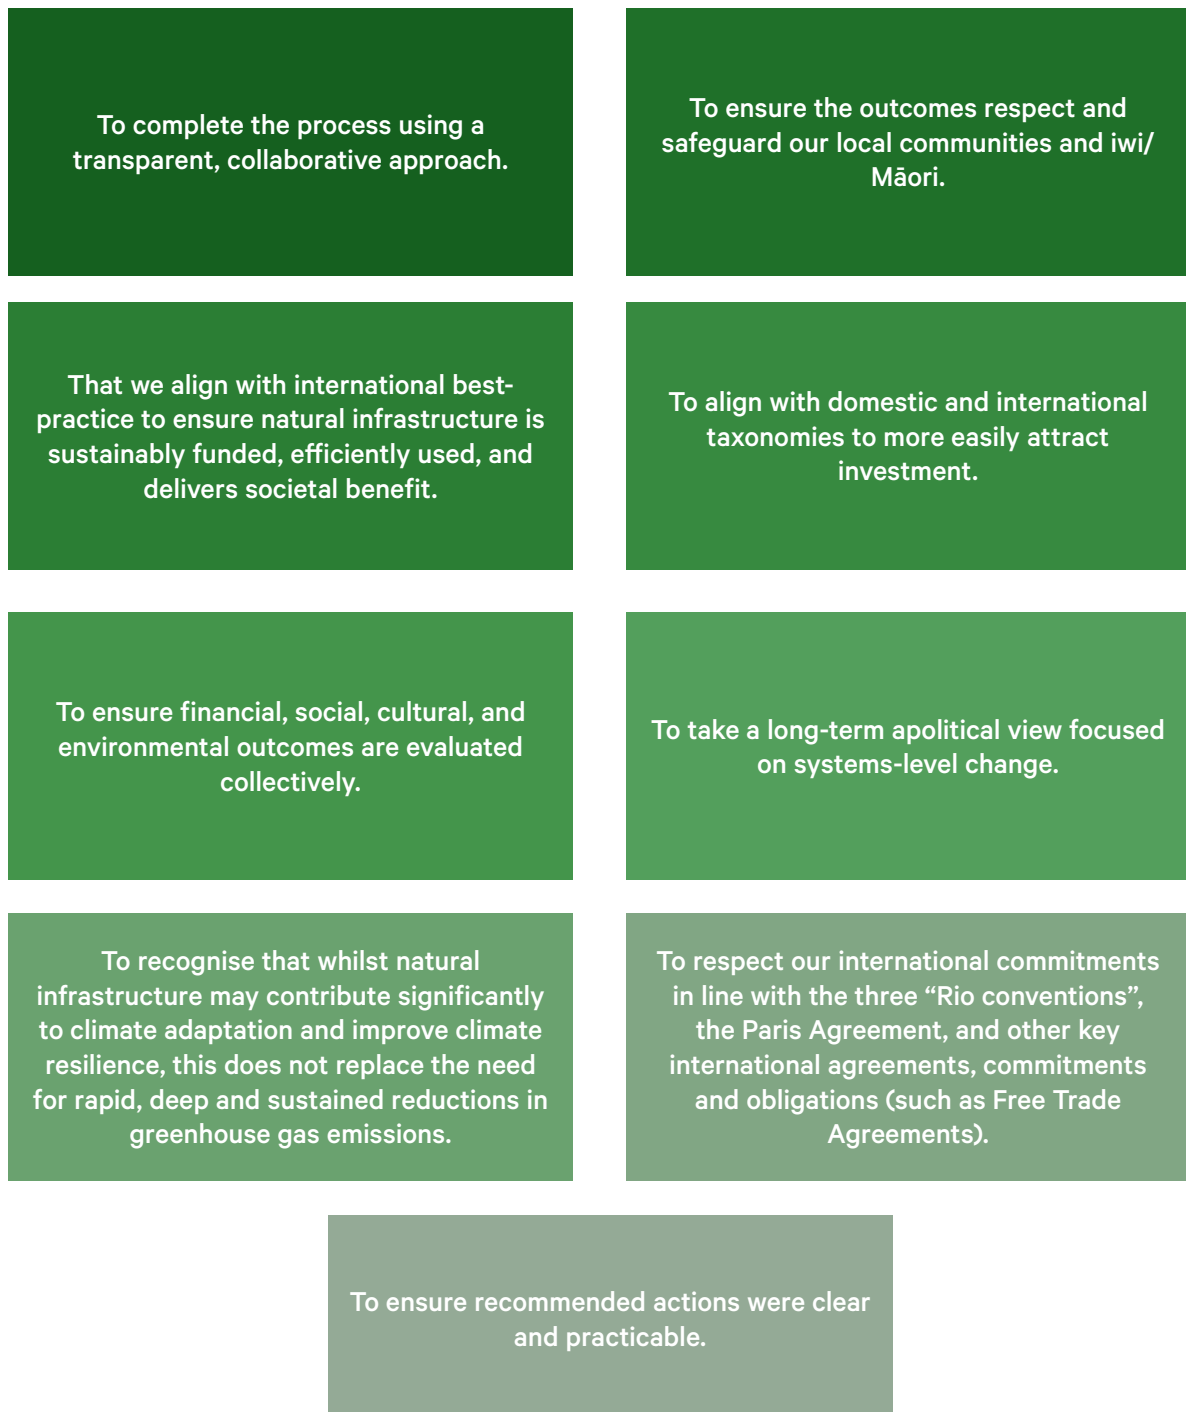 To complete the process using a
transparent, collaborative approach.
To ensure the outcomes respect and
safeguard our local communities and iwi/
Māori.
That we align with international best-
practice to ensure natural infrastructure is
sustainably funded, efficiently used, and
delivers societal benefit.
To align with domestic and international
taxonomies to more easily attract
investment.
To ensure financial, social, cultural, and
environmental outcomes are evaluated
collectively.
To take a long-term apolitical view focused
on systems-level change.
To recognise that whilst natural
infrastructure may contribute significantly
to climate adaptation and improve climate
resilience, this does not replace the need
for rapid, deep and sustained reductions in
greenhouse gas emissions.
To respect our international commitments
in line with the three “Rio conventions”,
the Paris Agreement, and other key
international agreements, commitments
and obligations (such as Free Trade
Agreements).
To ensure recommended actions were clear
and practicable.